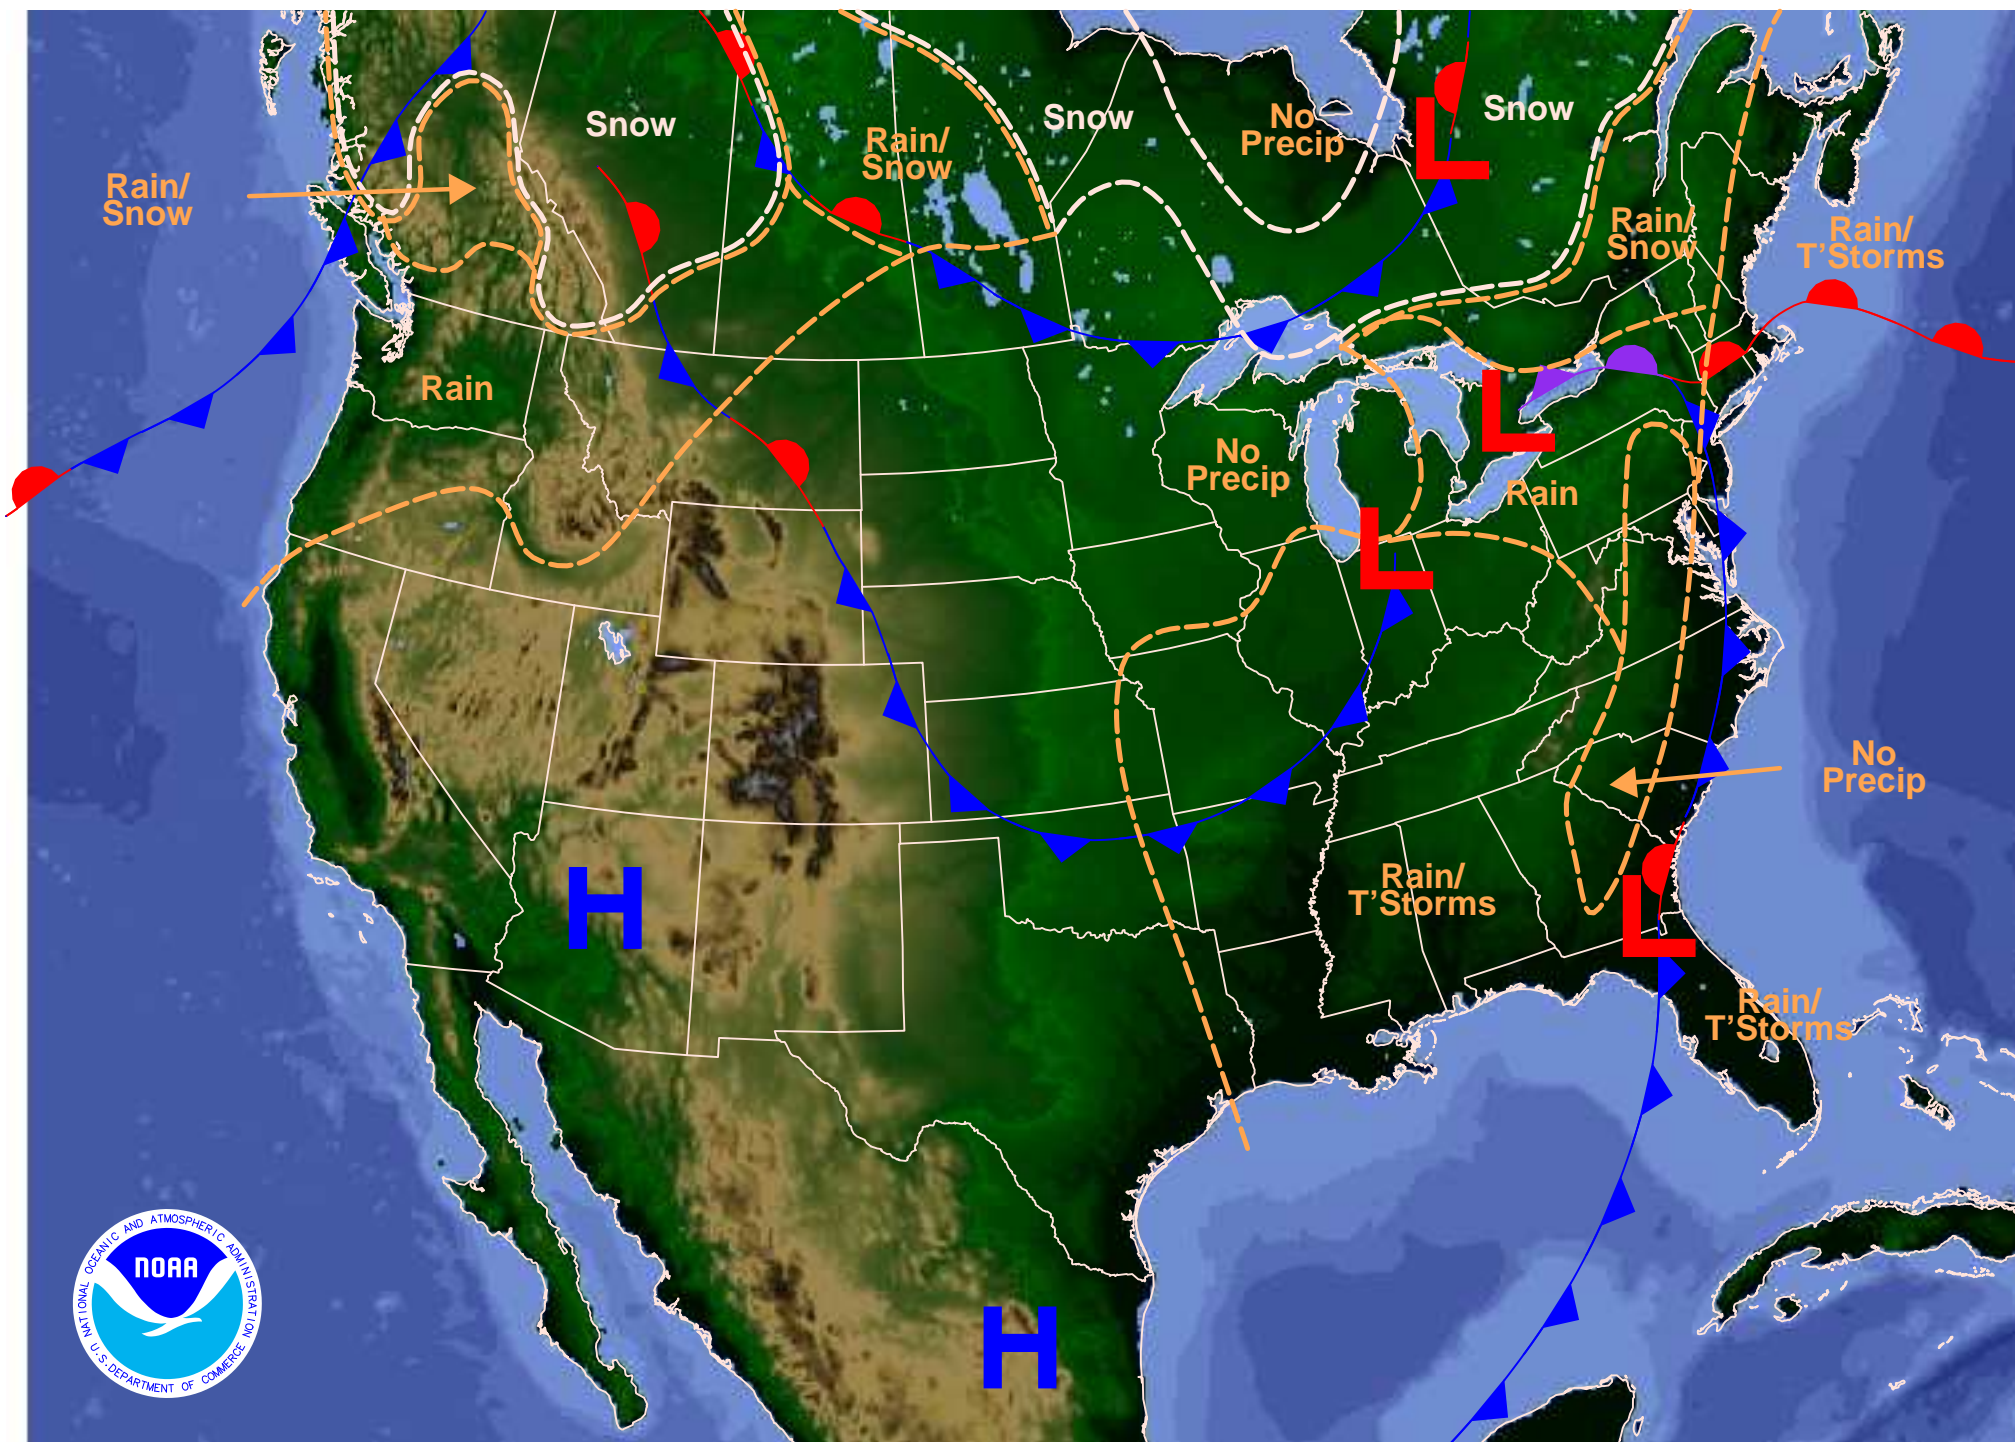 Snow
Snow
No
Precip
Snow
Rain/
Snow
Rain/
Snow
Rain/
Snow
Rain/
T'Storms
Rain
No
Precip
Rain
No
Precip
Rain/
T'Storms
Rain/
T'Storms
L
L
L
L
H
H
NATIONAL OCEANIC AND ATMOSPHERIC ADMINISTRATION
NOAA
U.S. DEPARTMENT OF COMMERCE